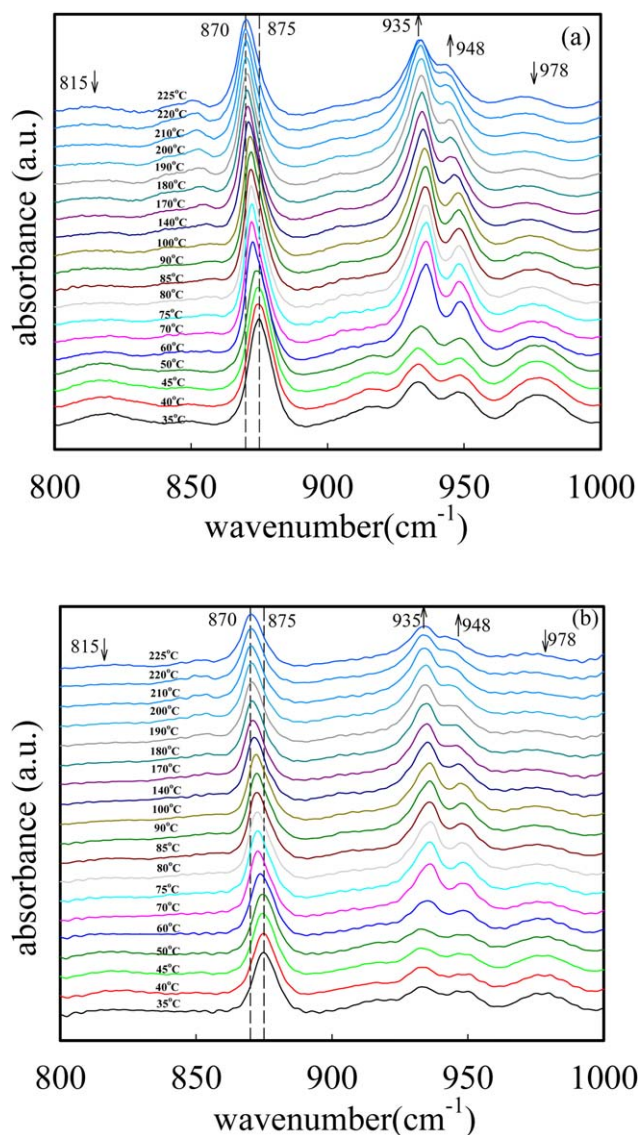 870 875 935 948 (a)
815 978
225°C
220°C
210°C
200°C
190°C
180°C
170°C
140°C
100°C
90°C
85°C
80°C
75°C
70°C
60°C
50°C
45°C
40°C
35°C
absorbance (a.u.)
800 850 900 950 1000
wavenumber(cm⁻¹)
870 875 935 948 (b)
815 978
225°C
220°C
210°C
200°C
190°C
180°C
170°C
140°C
100°C
90°C
85°C
80°C
75°C
70°C
60°C
50°C
45°C
40°C
35°C
absorbance (a.u.)
800 850 900 950 1000
wavenumber(cm⁻¹)